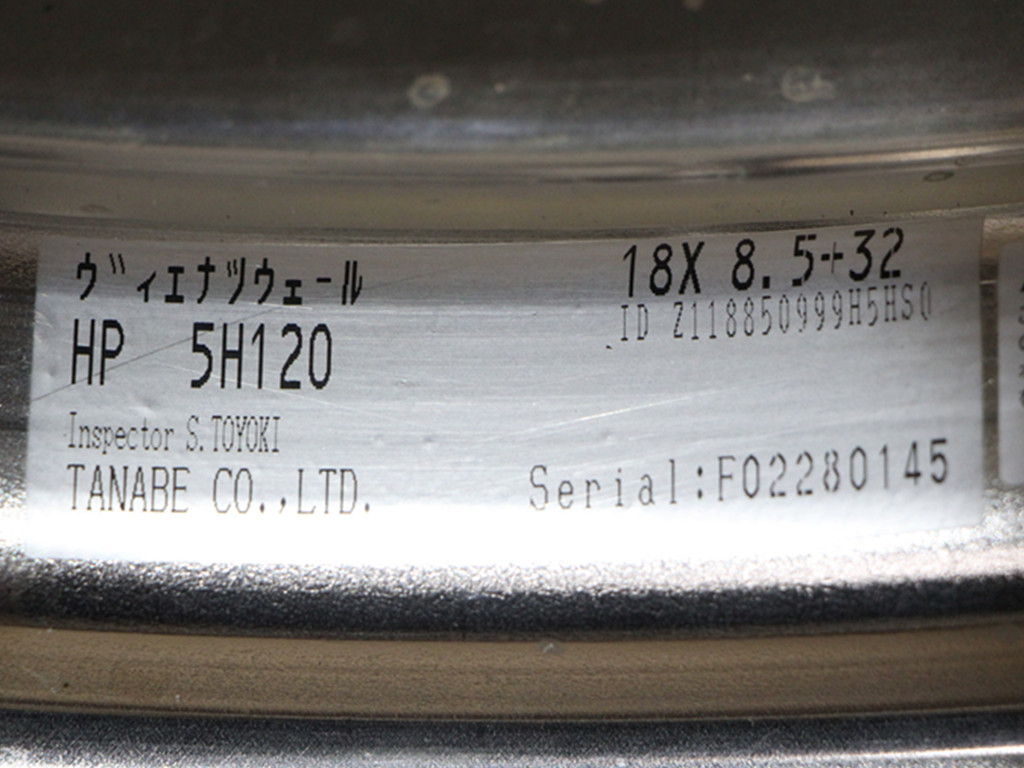 ヴィエナツウェール 18X 8.5+32
ID Z118850999H5HS0
HP 5H120
Inspector S.TOYOKI
TANABE CO.,LTD. Serial:F02280145